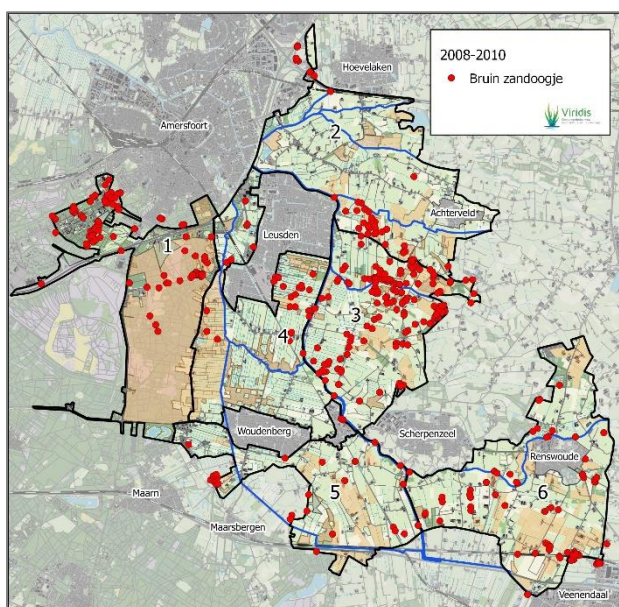 2008-2010
Bruin zandoogje
Viridis
Hoevelaken
Amersfoort
2
Achterveld
Leusden
1
3
4
Woudenberg
Scherpenzeel
Renswoude
Maarn
5
6
Maarsbergen
Veenendaal